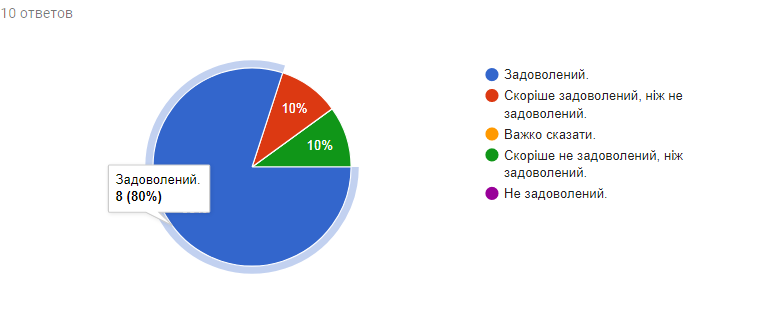 10 ответов
Задоволений.
Скоріше задоволений, ніж не
задоволений.
Важко сказати.
Скоріше не задоволений, ніж
задоволений.
Не задоволений.
10%
10%
Задоволений.
8 (80%)